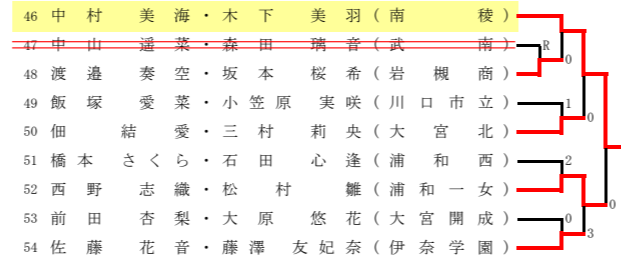 46 中村 美海・木下 美羽(南 稜)
47 中山 遥菜・森田 璃音(武 南) R
48 渡邉 奏空・坂本 桜希(岩槻商) 0
49 飯塚 愛菜・小笠原 実咲(川口市立) 1 0
50 佃 結愛・三村 莉央(大宮北)
51 橋本 さくら・石田 心逢(浦和西) 2
52 西野 志織・松村 雛(浦和一女) 0
53 前田 杏梨・大原 悠花(大宮開成) 0 3
54 佐藤 花音・藤澤 友妃奈(伊奈学園)